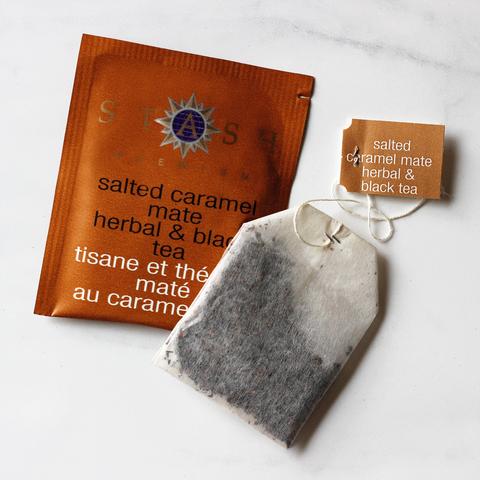 STASH
PREMIUM
salted caramel
mate
herbal & blac
tea
tisane et thé
maté
au carame
salted
caramel mate
herbal &
black tea